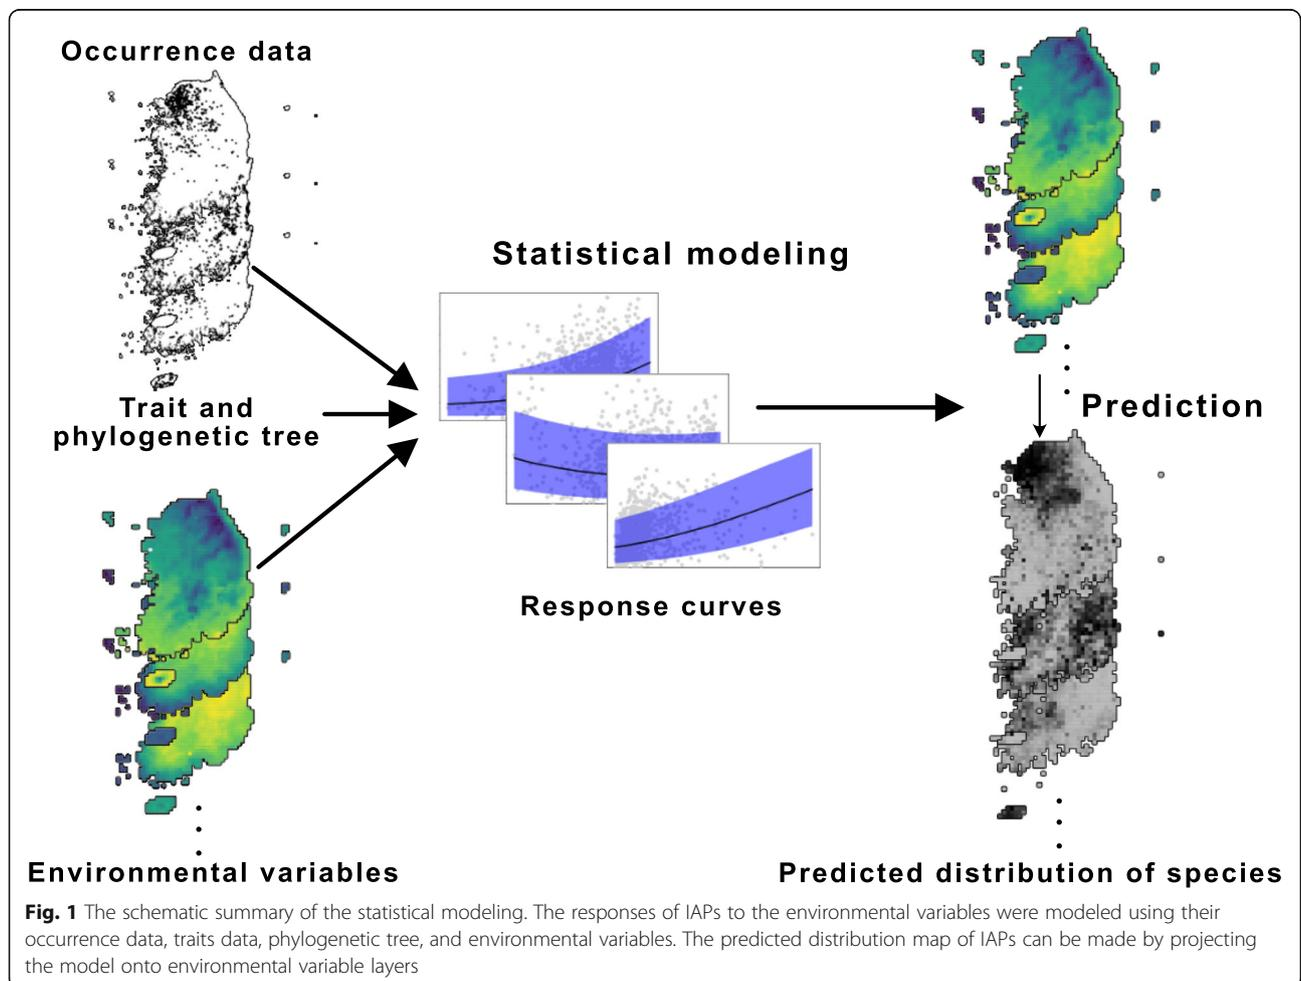 Occurrence data
Statistical modeling
Trait and
phylogenetic tree
Prediction
Response curves
Environmental variables
Predicted distribution of species
Fig. 1 The schematic summary of the statistical modeling. The responses of IAPs to the environmental variables were modeled using their
occurrence data, traits data, phylogenetic tree, and environmental variables. The predicted distribution map of IAPs can be made by projecting
the model onto environmental variable layers